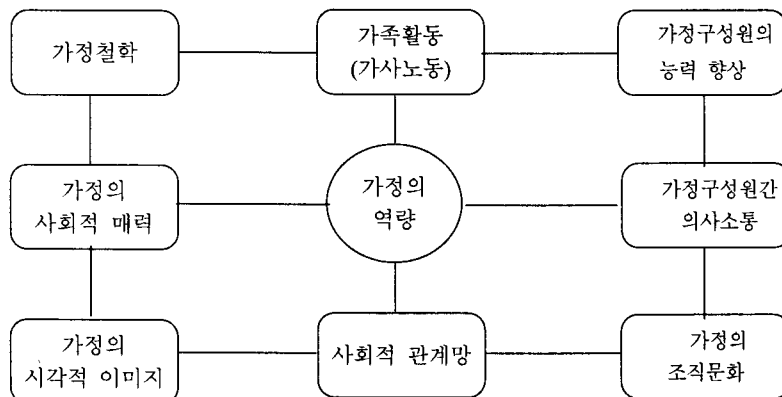 가정철학
가족활동
(가사노동)
가정구성원의
능력 향상
가정의
사회적 매력
가정의
역량
가정구성원간
의사소통
가정의
시각적 이미지
사회적 관계망
가정의
조직문화